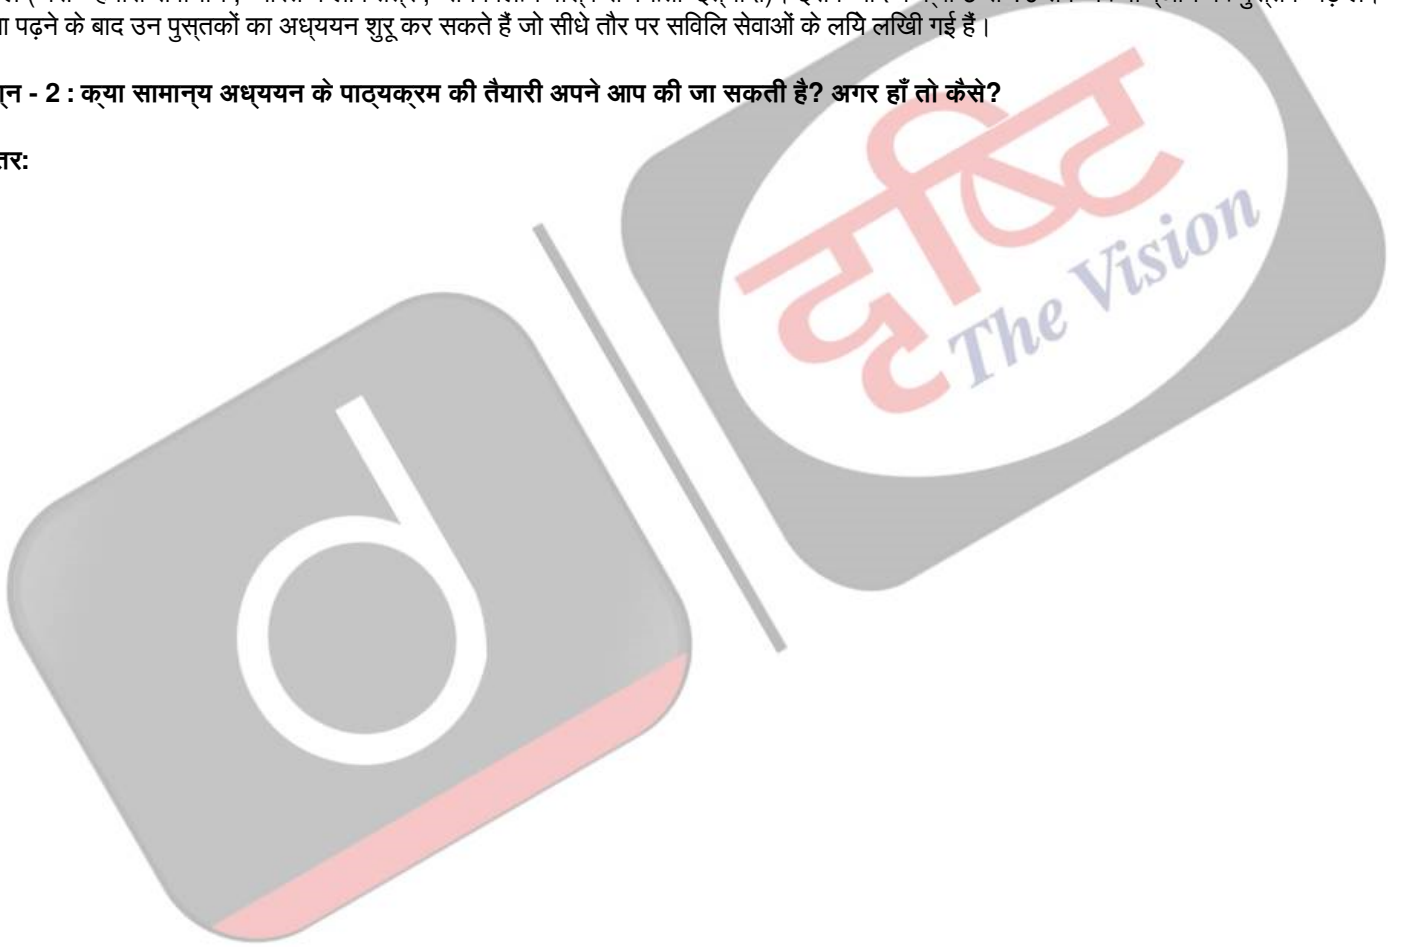 ा पढ़ने के बाद उन पुस्तकों का अध्ययन शुरू कर सकते हैं जो सीधे तौर पर सविलि सेवाओं के लयि लखिी गई हैं।
्न - 2 : क्या सामान्य अध्ययन के पाठ्यक्रम की तैयारी अपने आप की जा सकती है? अगर हाँ तो कैसे?
तर:
दृष्टि
The Vision
d